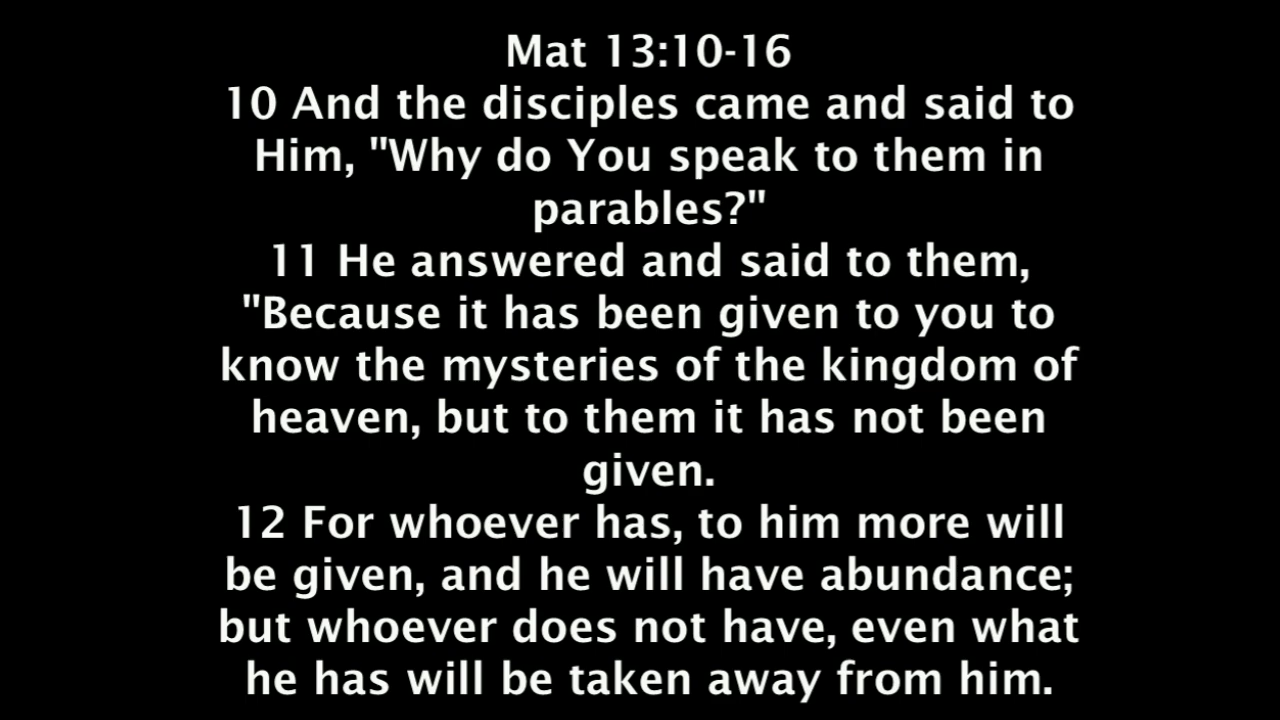 Mat 13:10-16
10 And the disciples came and said to
Him, "Why do You speak to them in
parables?"
11 He answered and said to them,
"Because it has been given to you to
know the mysteries of the kingdom of
heaven, but to them it has not been
given.
12 For whoever has, to him more will
be given, and he will have abundance;
but whoever does not have, even what
he has will be taken away from him.